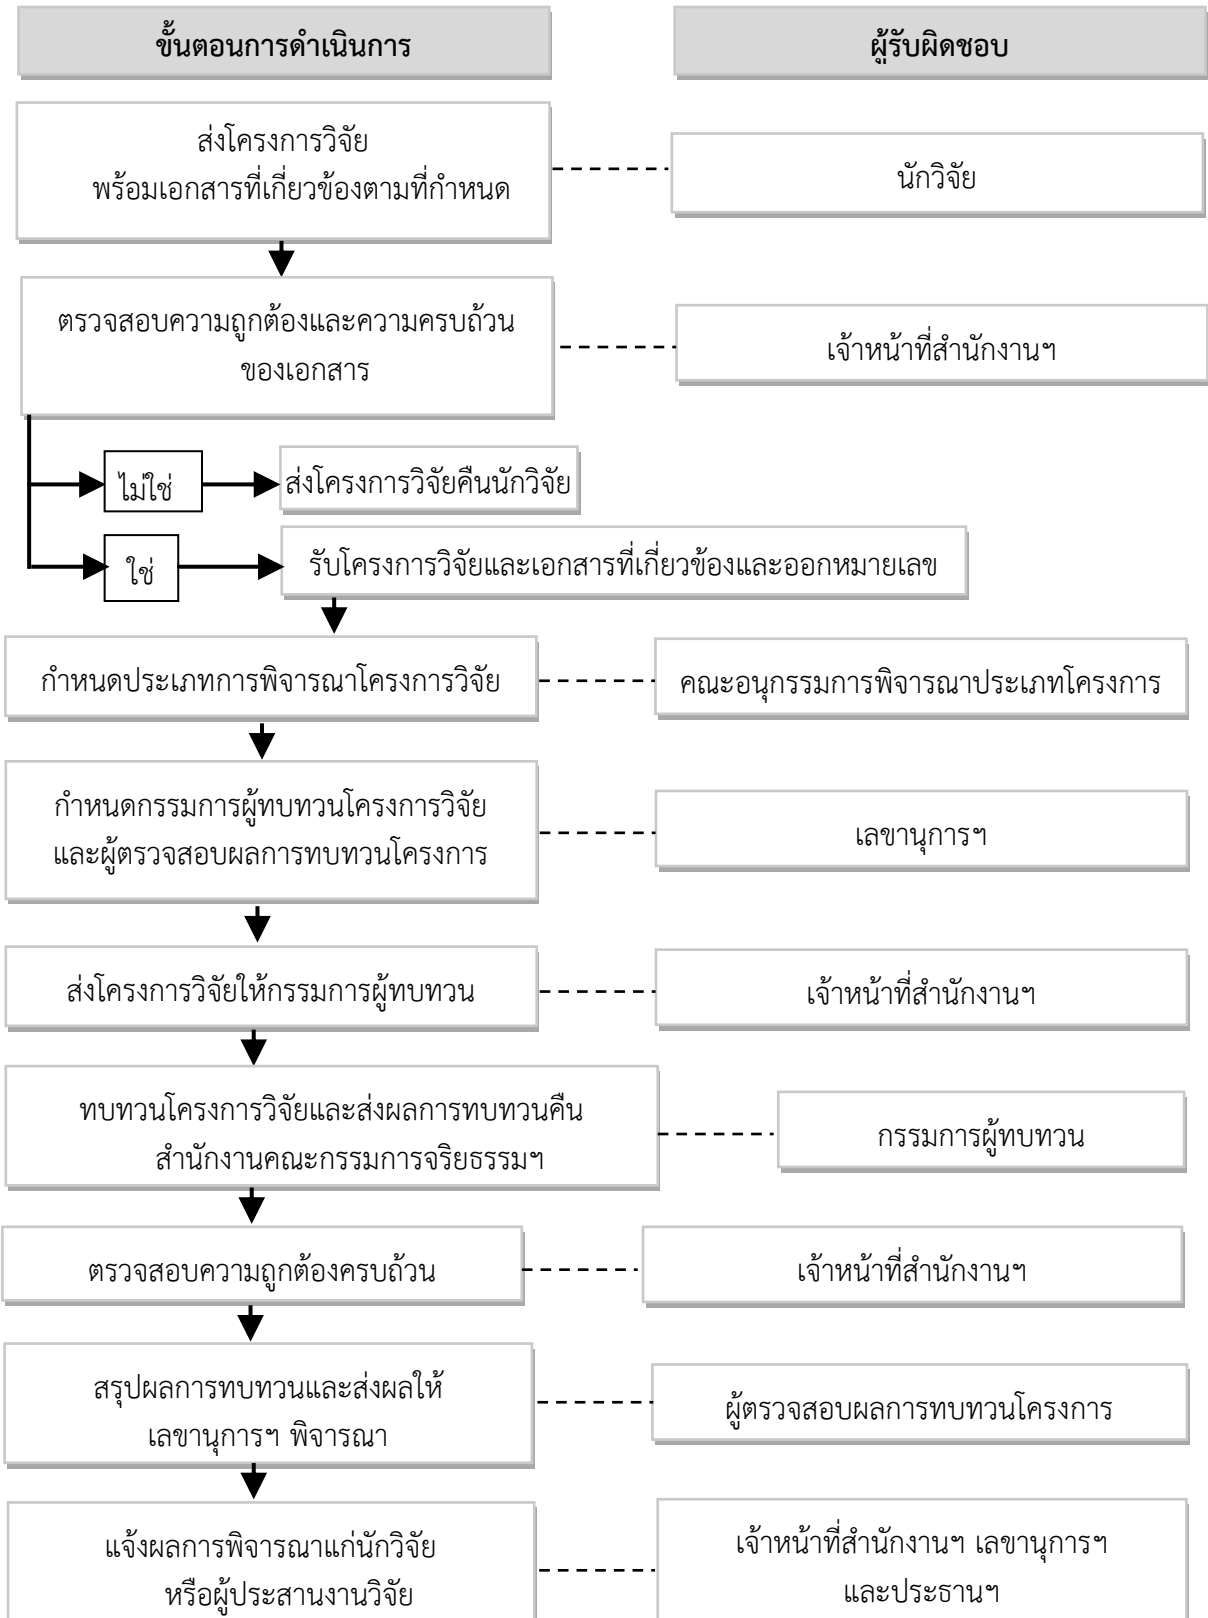 ขั้นตอนการดำเนินการ
ผู้รับผิดชอบ
ส่งโครงการวิจัย
พร้อมเอกสารที่เกี่ยวข้องตามที่กำหนด
นักวิจัย
ตรวจสอบความถูกต้องและความครบถ้วน
ของเอกสาร
เจ้าหน้าที่สำนักงานฯ
ไม่ใช่
ส่งโครงการวิจัยคืนนักวิจัย
ใช่
รับโครงการวิจัยและเอกสารที่เกี่ยวข้องและออกหมายเลข
กำหนดประเภทการพิจารณาโครงการวิจัย
คณะอนุกรรมการพิจารณาประเภทโครงการ
กำหนดกรรมการผู้ทบทวนโครงการวิจัย
และผู้ตรวจสอบผลการทบทวนโครงการ
เลขานุการฯ
ส่งโครงการวิจัยให้กรรมการผู้ทบทวน
เจ้าหน้าที่สำนักงานฯ
ทบทวนโครงการวิจัยและส่งผลการทบทวนคืน
สำนักงานคณะกรรมการจริยธรรมฯ
กรรมการผู้ทบทวน
ตรวจสอบความถูกต้องครบถ้วน
เจ้าหน้าที่สำนักงานฯ
สรุปผลการทบทวนและส่งผลให้
เลขานุการฯ พิจารณา
ผู้ตรวจสอบผลการทบทวนโครงการ
แจ้งผลการพิจารณาแก่นักวิจัย
หรือผู้ประสานงานวิจัย
เจ้าหน้าที่สำนักงานฯ เลขานุการฯ
และประธานฯ